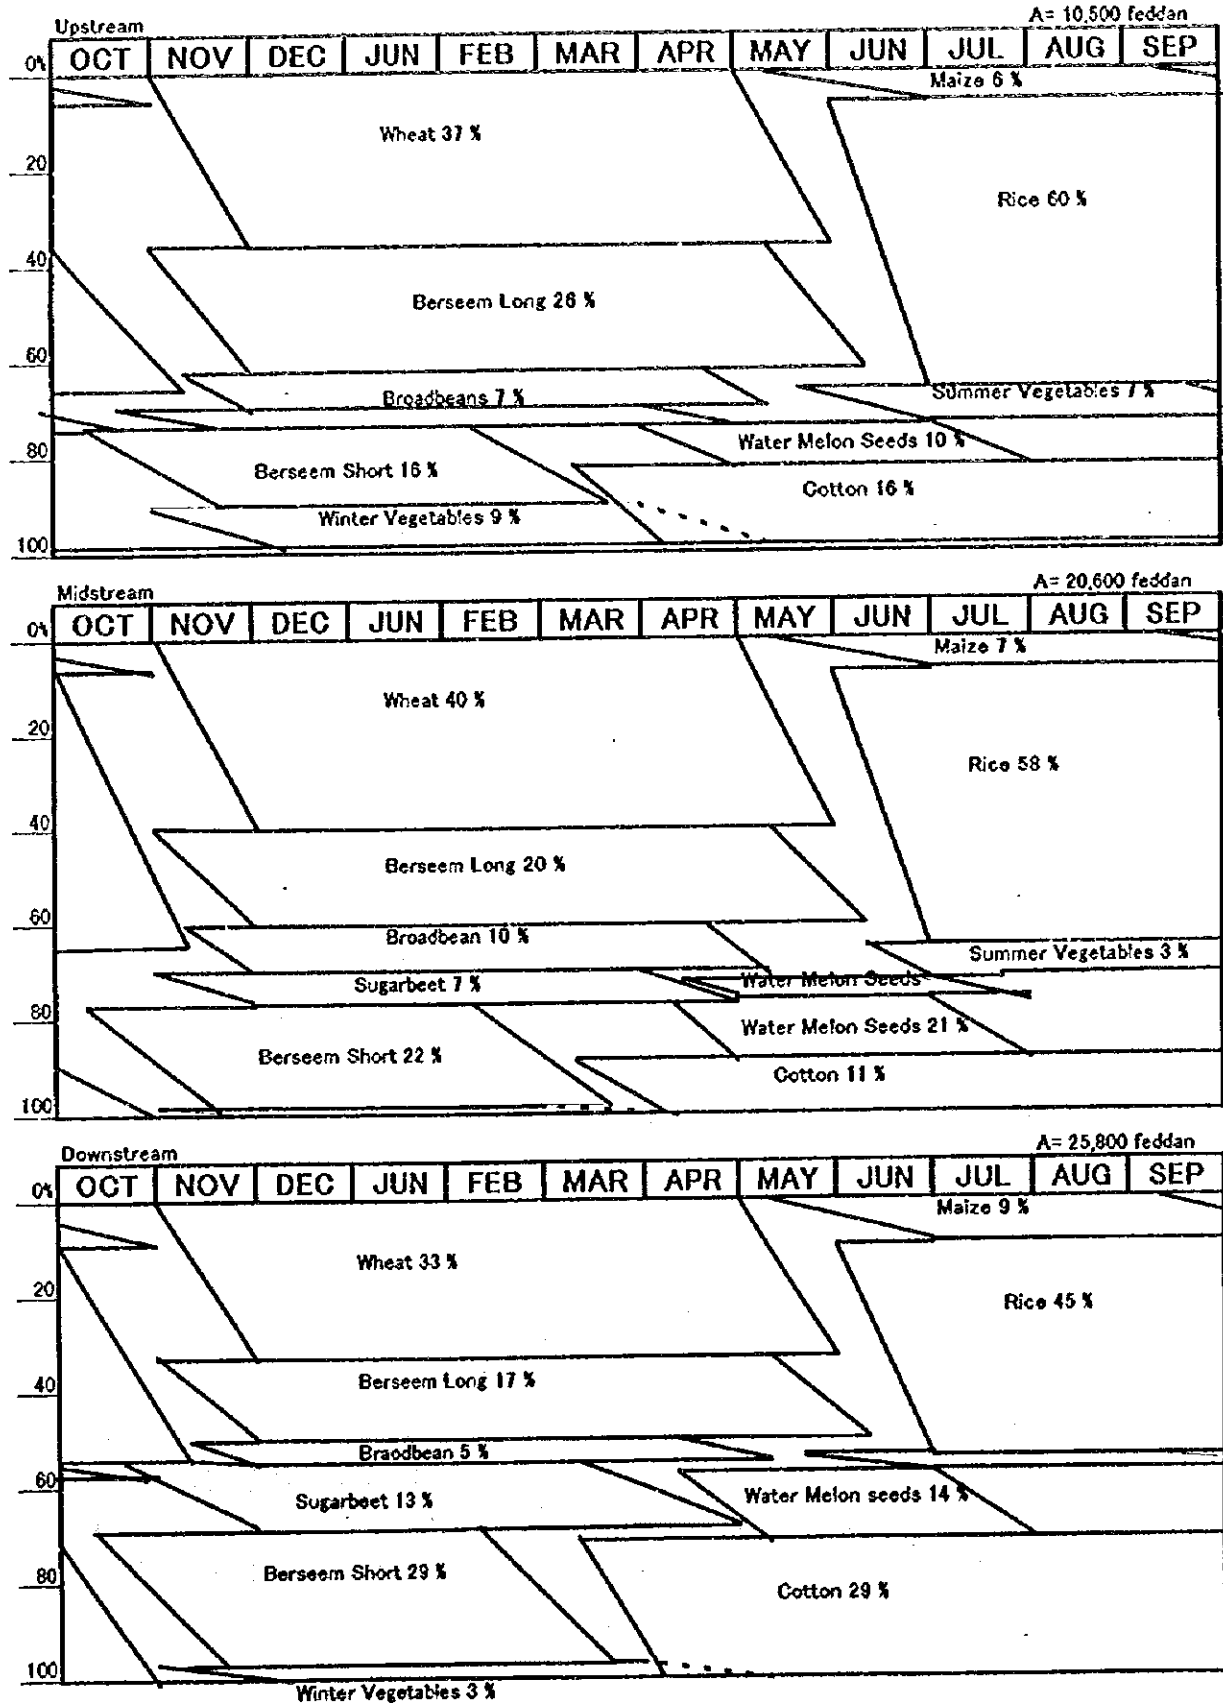 Upstream A= 10,500 feddan
OCT NOV DEC JUN FEB MAR APR MAY JUN JUL AUG SEP
0%
Maize 6 %
Wheat 37 %
20
Rice 60 %
40
Berseem Long 26 %
60
Broadbeans 7 %
Summer Vegetables 7 %
Water Melon Seeds 10 %
80
Berseem Short 16 %
Cotton 16 %
Winter Vegetables 9 %
100
Midstream A= 20,600 feddan
OCT NOV DEC JUN FEB MAR APR MAY JUN JUL AUG SEP
0%
Maize 7 %
Wheat 40 %
20
Rice 58 %
40
Berseem Long 20 %
60
Broadbean 10 %
Summer Vegetables 3 %
Sugarbeet 7 %
Water Melon Seeds
80
Water Melon Seeds 21 %
Berseem Short 22 %
Cotton 11 %
100
Downstream A= 25,800 feddan
OCT NOV DEC JUN FEB MAR APR MAY JUN JUL AUG SEP
0%
Maize 9 %
Wheat 33 %
20
Rice 45 %
40
Berseem Long 17 %
Braodbean 5 %
60
Sugarbeet 13 %
Water Melon seeds 14 %
Berseem Short 29 %
80
Cotton 29 %
100
Winter Vegetables 3 %